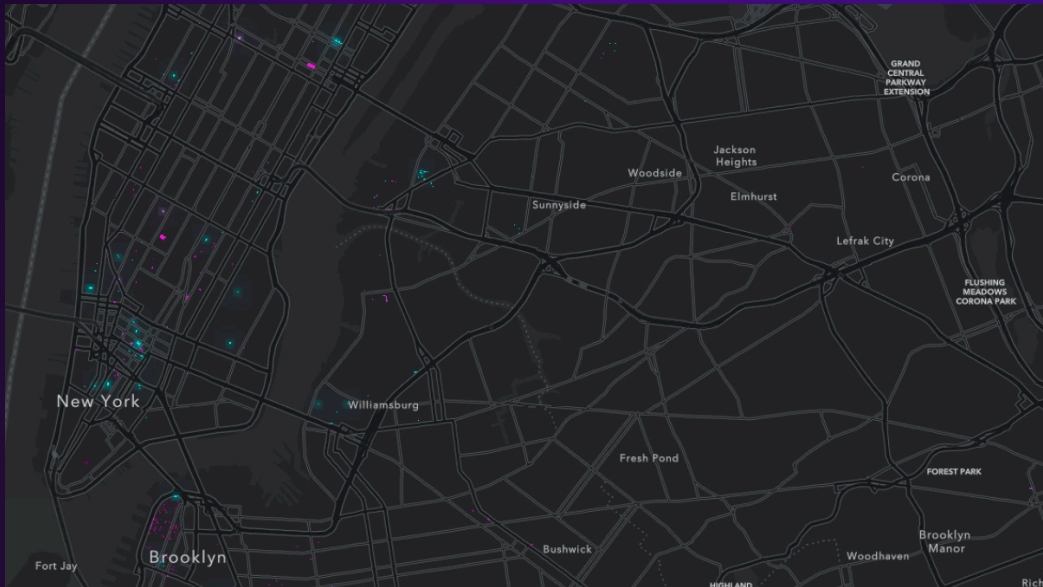 GRAND
CENTRAL
PARKWAY
EXTENSION
Jackson
Heights
Woodside
Corona
Elmhurst
Sunnyside
Lefrak City
FLUSHING
MEADOWS
CORONA PARK
New York
Williamsburg
Fresh Pond
FOREST PARK
Brooklyn
Manor
Bushwick
Brooklyn
Woodhaven
Fort Jay
HIGHLAND
Rich